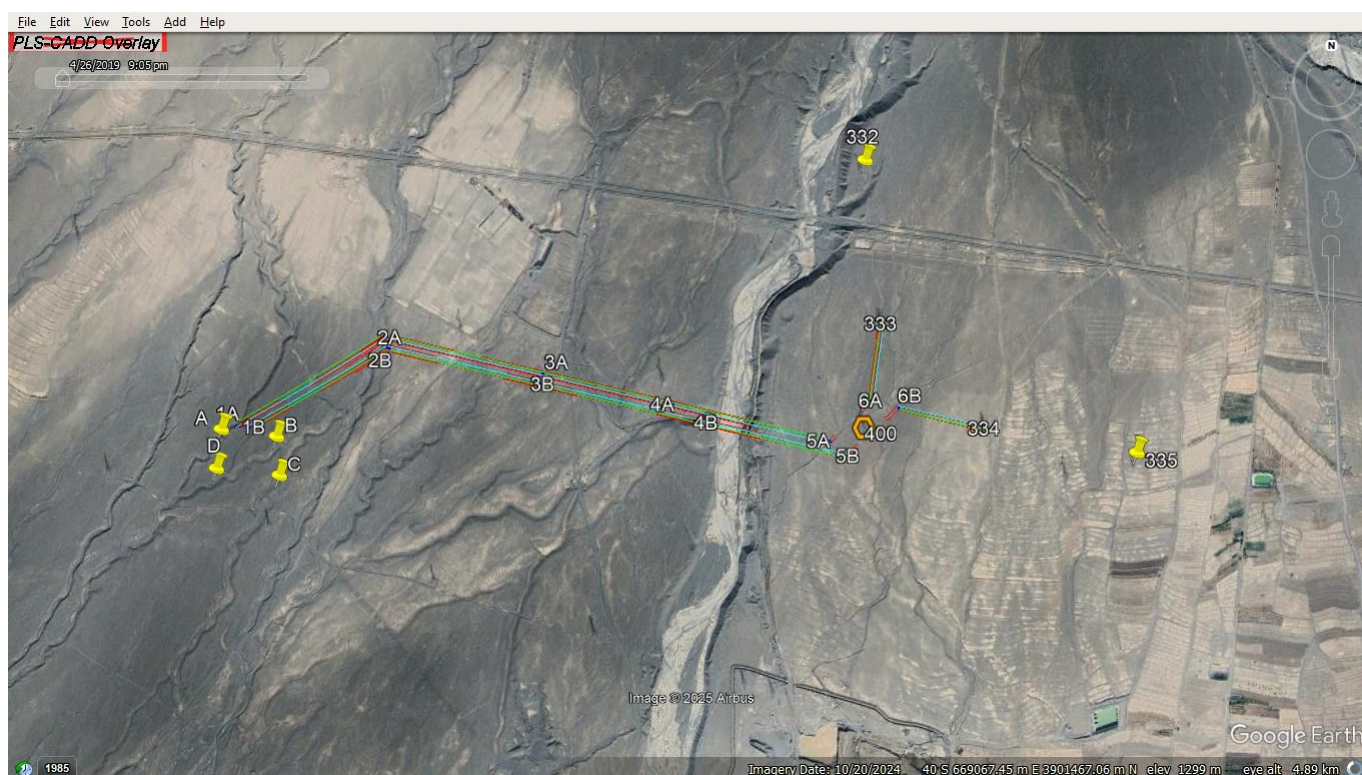 File Edit View Tools Add Help
PLS-CADD Overlay
4/26/2019 9:05 pm
N
332
333
2A
2B
3A
3B
4A
4B
5A
5B
6A
6B
400
334
335
A
1A
1B
B
D
C
Image © 2025 Airbus
Google Earth
1985
Imagery Date: 10/20/2024 40 S 669067.45 m E 3901467.06 m N elev 1299 m eye alt 4.89 km